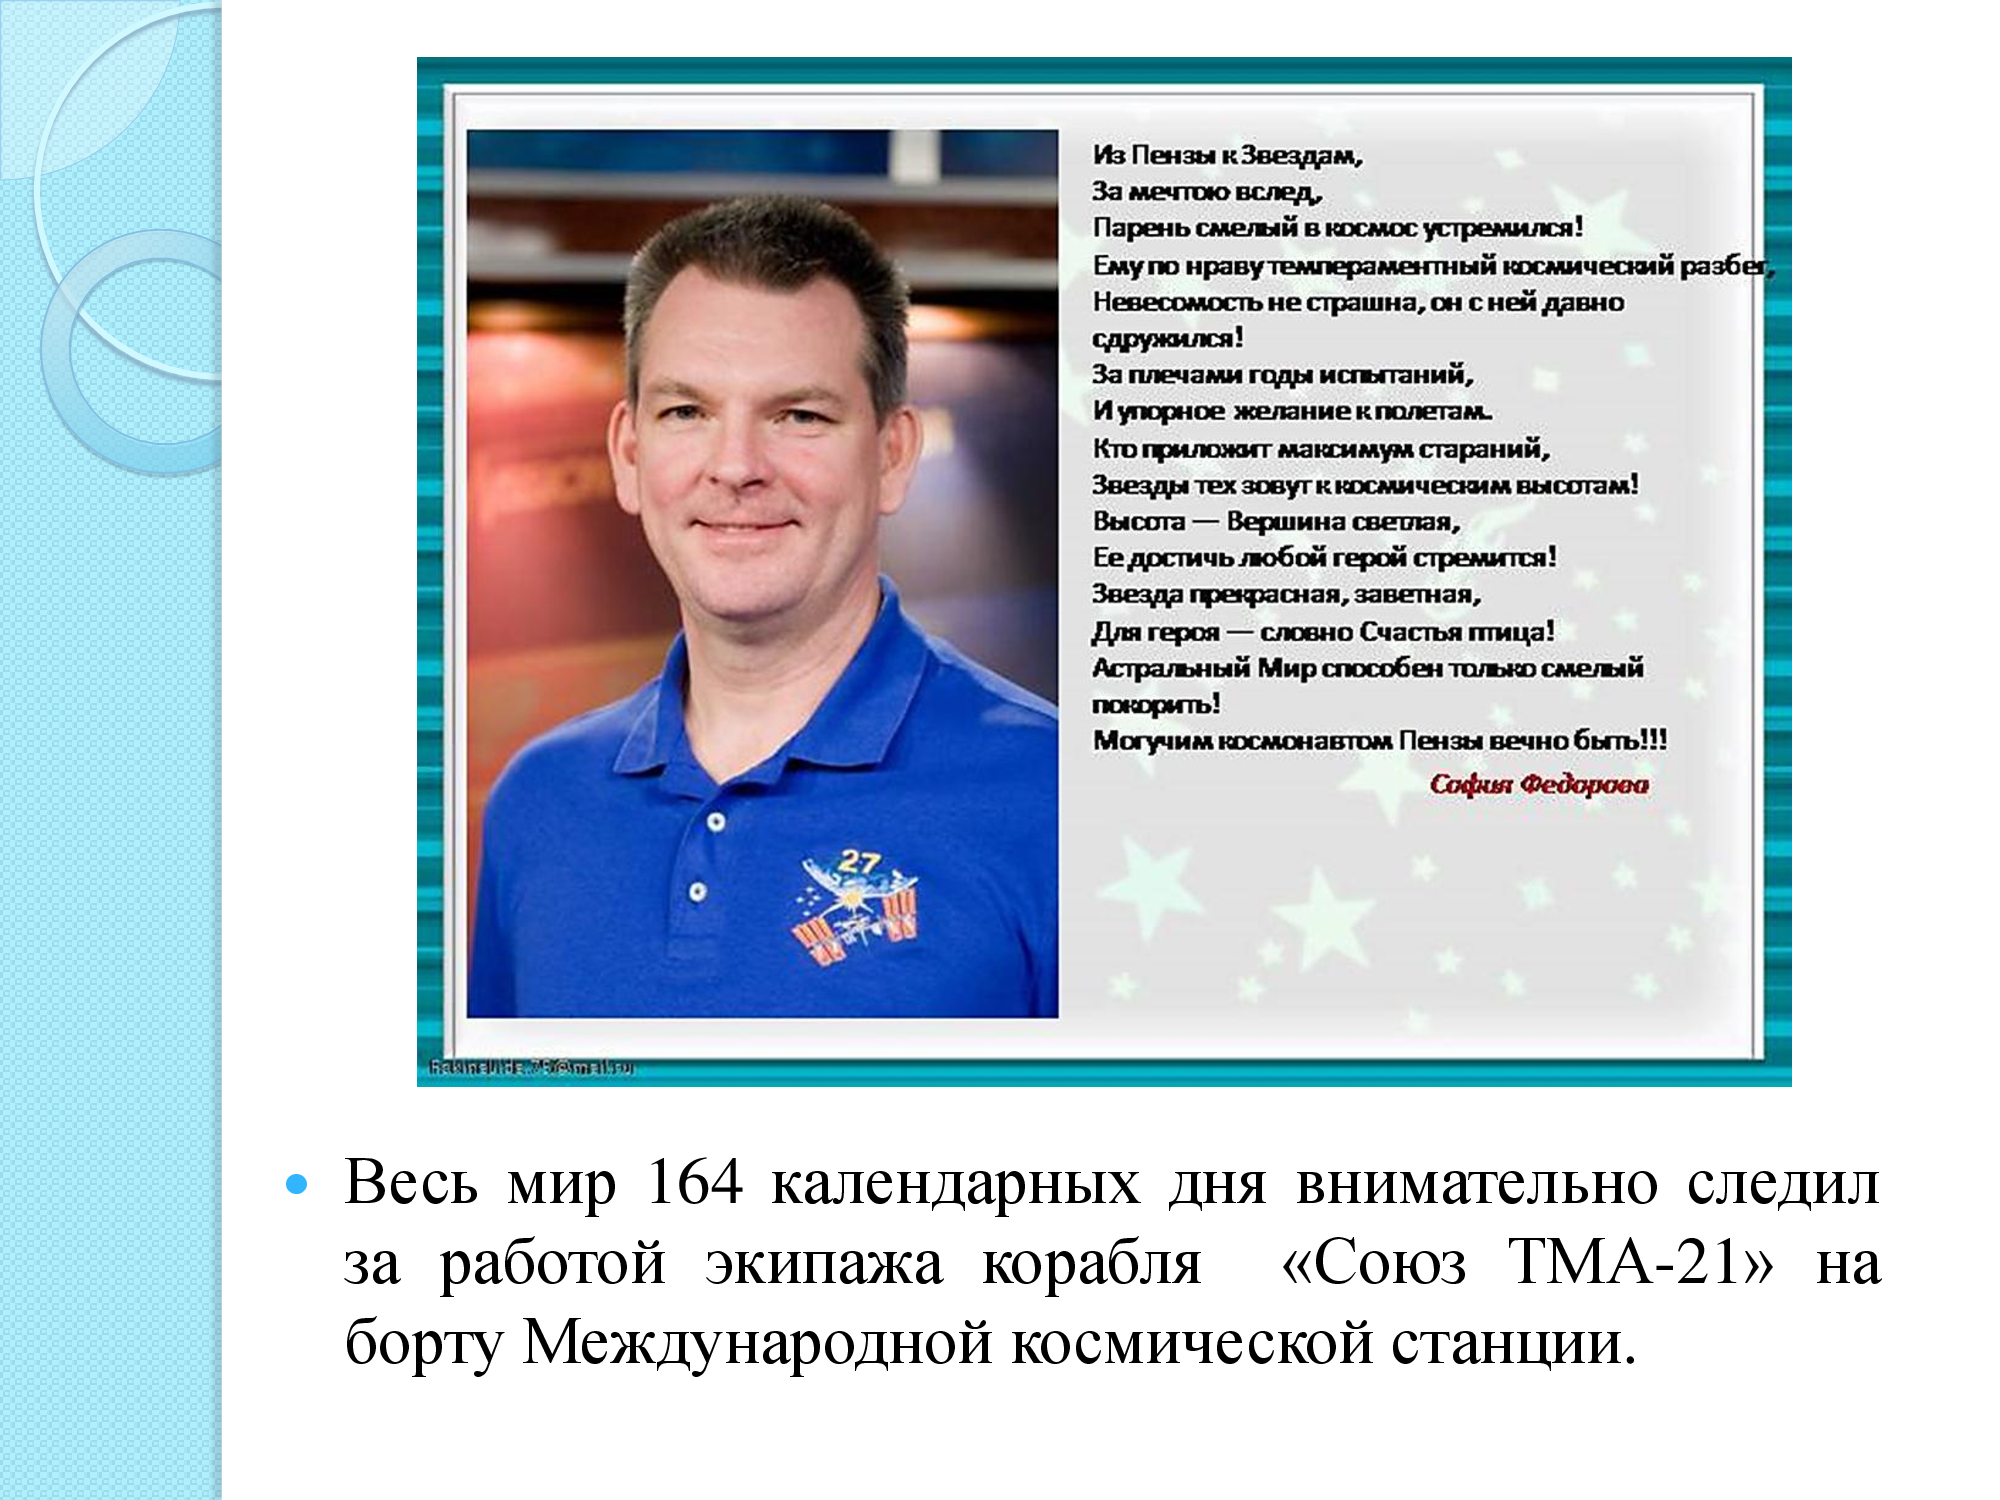 Из Пензы к Звездам,
За мечтою вслед,
Парень смелый в космос устремился!
Ему по нраву темпераментный космический разбег,
Невесомость не страшна, он с ней давно
сдружился!
За плечами годы испытаний,
И упорное желание к полетам.
Кто приложит максимум стараний,
Звезды тех зовут к космическим высотам!
Высота — Вершина светлая,
Ее достичь любой герой стремится!
Звезда прекрасная, заветная,
Для героя — словно Счастья птица!
Астральный Мир способен только смелый
покорить!
Могучим космонавтом Пензы вечно быть!!!
София Федорова
27
• Весь мир 164 календарных дня внимательно следил
за работой экипажа корабля «Союз ТМА-21» на
борту Международной космической станции.